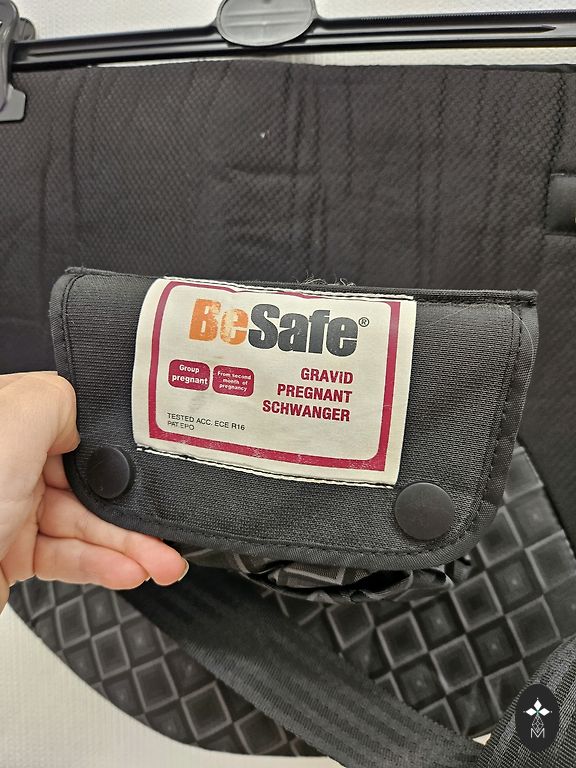 BeSafe®
Group
pregnant
From second
month of
pregnancy
GRAVID
PREGNANT
SCHWANGER
TESTED ACC. ECE R16
PAT.EPO
M